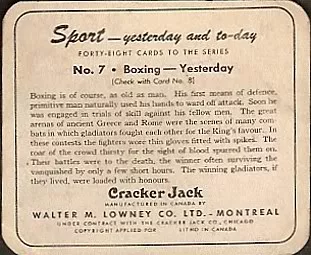 Sport—yesterday and to-day
FORTY-EIGHT CARDS TO THE SERIES
No. 7 • Boxing—Yesterday
[Check with Card No. 8]
Boxing is of course, as old as man. His first means of defence,
primitive man naturally used his hands to ward off attack. Soon he
was engaged in trials of skill against his fellow men. The great
arenas of ancient Greece and Rome were the scenes of many com-
bats in which gladiators fought each other for the King's favour. In
these contests the fighters wore thin gloves fitted with spikes. The
roar of the crowd thirsty for the sight of blood spurred them on.
Their battles were to the death, the winner often surviving the
vanquished by only a few short hours. The winning gladiators, if
they lived, were loaded with honours.
Cracker Jack
MANUFACTURED IN CANADA BY
WALTER M. LOWNEY CO. LTD.-MONTREAL
UNDER CONTRACT WITH THE CRACKER JACK CO., CHICAGO
COPYRIGHT APPLIED FOR LITHO IN CANADA